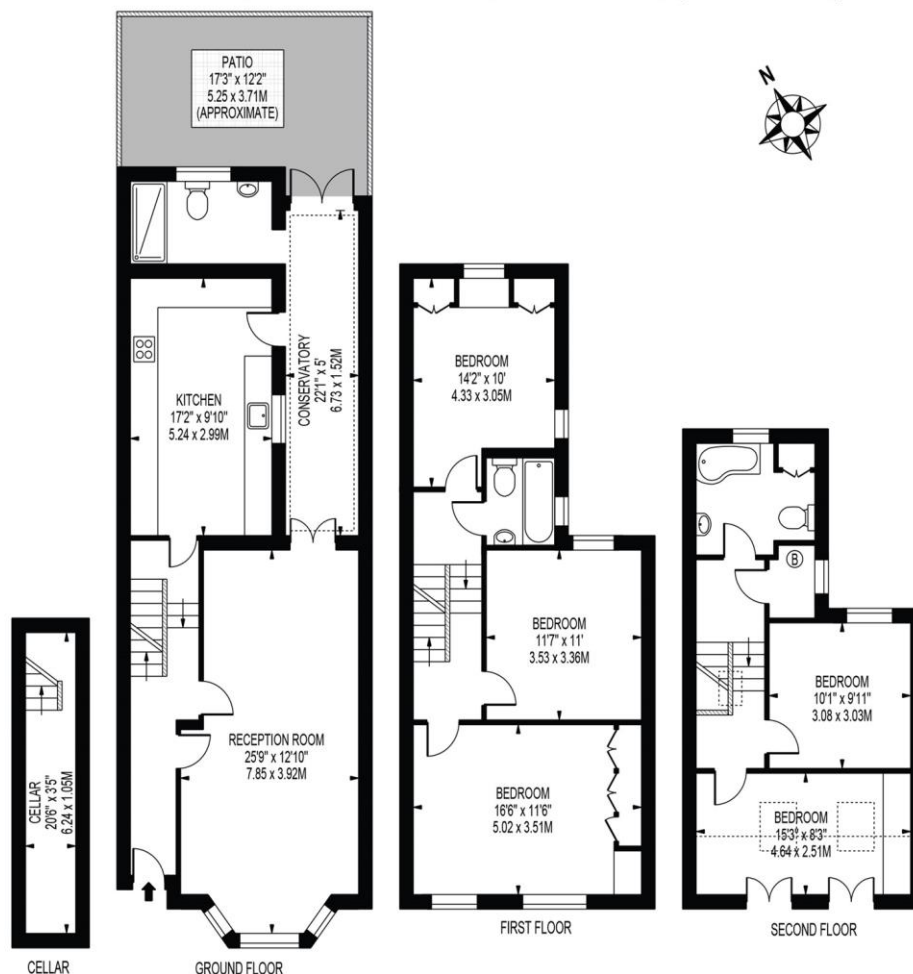 PATIO
17'3" x 12'2"
5.25 x 3.71M
(APPROXIMATE)
N
KITCHEN
17'2" x 9'10"
5.24 x 2.99M
CONSERVATORY
22'1" x 5'
6.73 x 1.52M
RECEPTION ROOM
25'9" x 12'10"
7.85 x 3.92M
CELLAR
20'6" x 3'5"
6.24 x 1.05M
CELLAR
GROUND FLOOR
BEDROOM
14'2" x 10'
4.33 x 3.05M
BEDROOM
11'7" x 11'
3.53 x 3.36M
BEDROOM
16'6" x 11'6"
5.02 x 3.51M
FIRST FLOOR
B
BEDROOM
10'1" x 9'11"
3.08 x 3.03M
BEDROOM
15'3" x 8'3"
4.64 x 2.51M
SECOND FLOOR